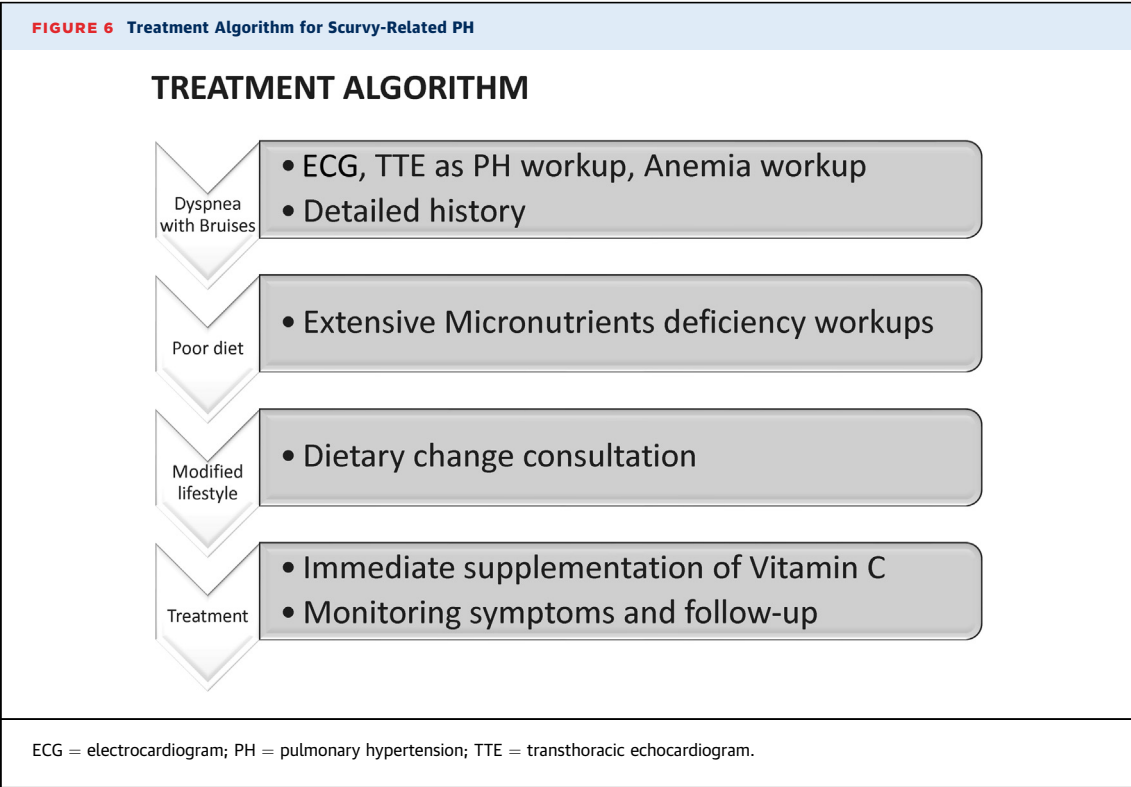 FIGURE 6 Treatment Algorithm for Scurvy-Related PH
TREATMENT ALGORITHM
Dyspnea
with Bruises
• ECG, TTE as PH workup, Anemia workup
• Detailed history
Poor diet
• Extensive Micronutrients deficiency workups
Modified
lifestyle
• Dietary change consultation
Treatment
• Immediate supplementation of Vitamin C
• Monitoring symptoms and follow-up
ECG = electrocardiogram; PH = pulmonary hypertension; TTE = transthoracic echocardiogram.